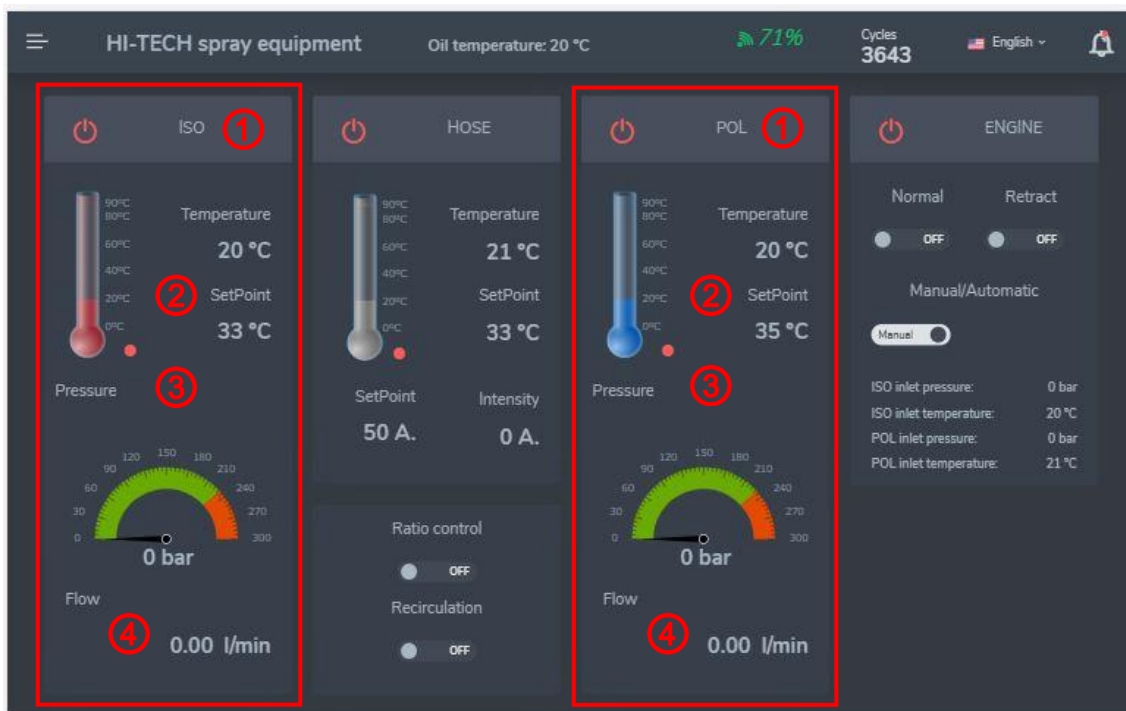 HI-TECH spray equipment
Oil temperature: 20 °C
71%
Cycles
3643
English
ISO ①
90ºC
80ºC
60ºC
40ºC
20ºC
0ºC
Temperature
20 °C
② SetPoint
33 °C
Pressure ③
0 30 60 90 120 150 180 210 240 270 300
0 bar
Flow
④ 0.00 l/min
HOSE
90ºC
80ºC
60ºC
40ºC
20ºC
0ºC
Temperature
21 °C
SetPoint
33 °C
SetPoint Intensity
50 A. 0 A.
Ratio control
OFF
Recirculation
OFF
POL ①
90ºC
80ºC
60ºC
40ºC
20ºC
0ºC
Temperature
20 °C
② SetPoint
35 °C
Pressure ③
0 30 60 90 120 150 180 210 240 270 300
0 bar
Flow
④ 0.00 l/min
ENGINE
Normal Retract
OFF OFF
Manual/Automatic
Manual
ISO inlet pressure: 0 bar
ISO inlet temperature: 20 °C
POL inlet pressure: 0 bar
POL inlet temperature: 21 °C